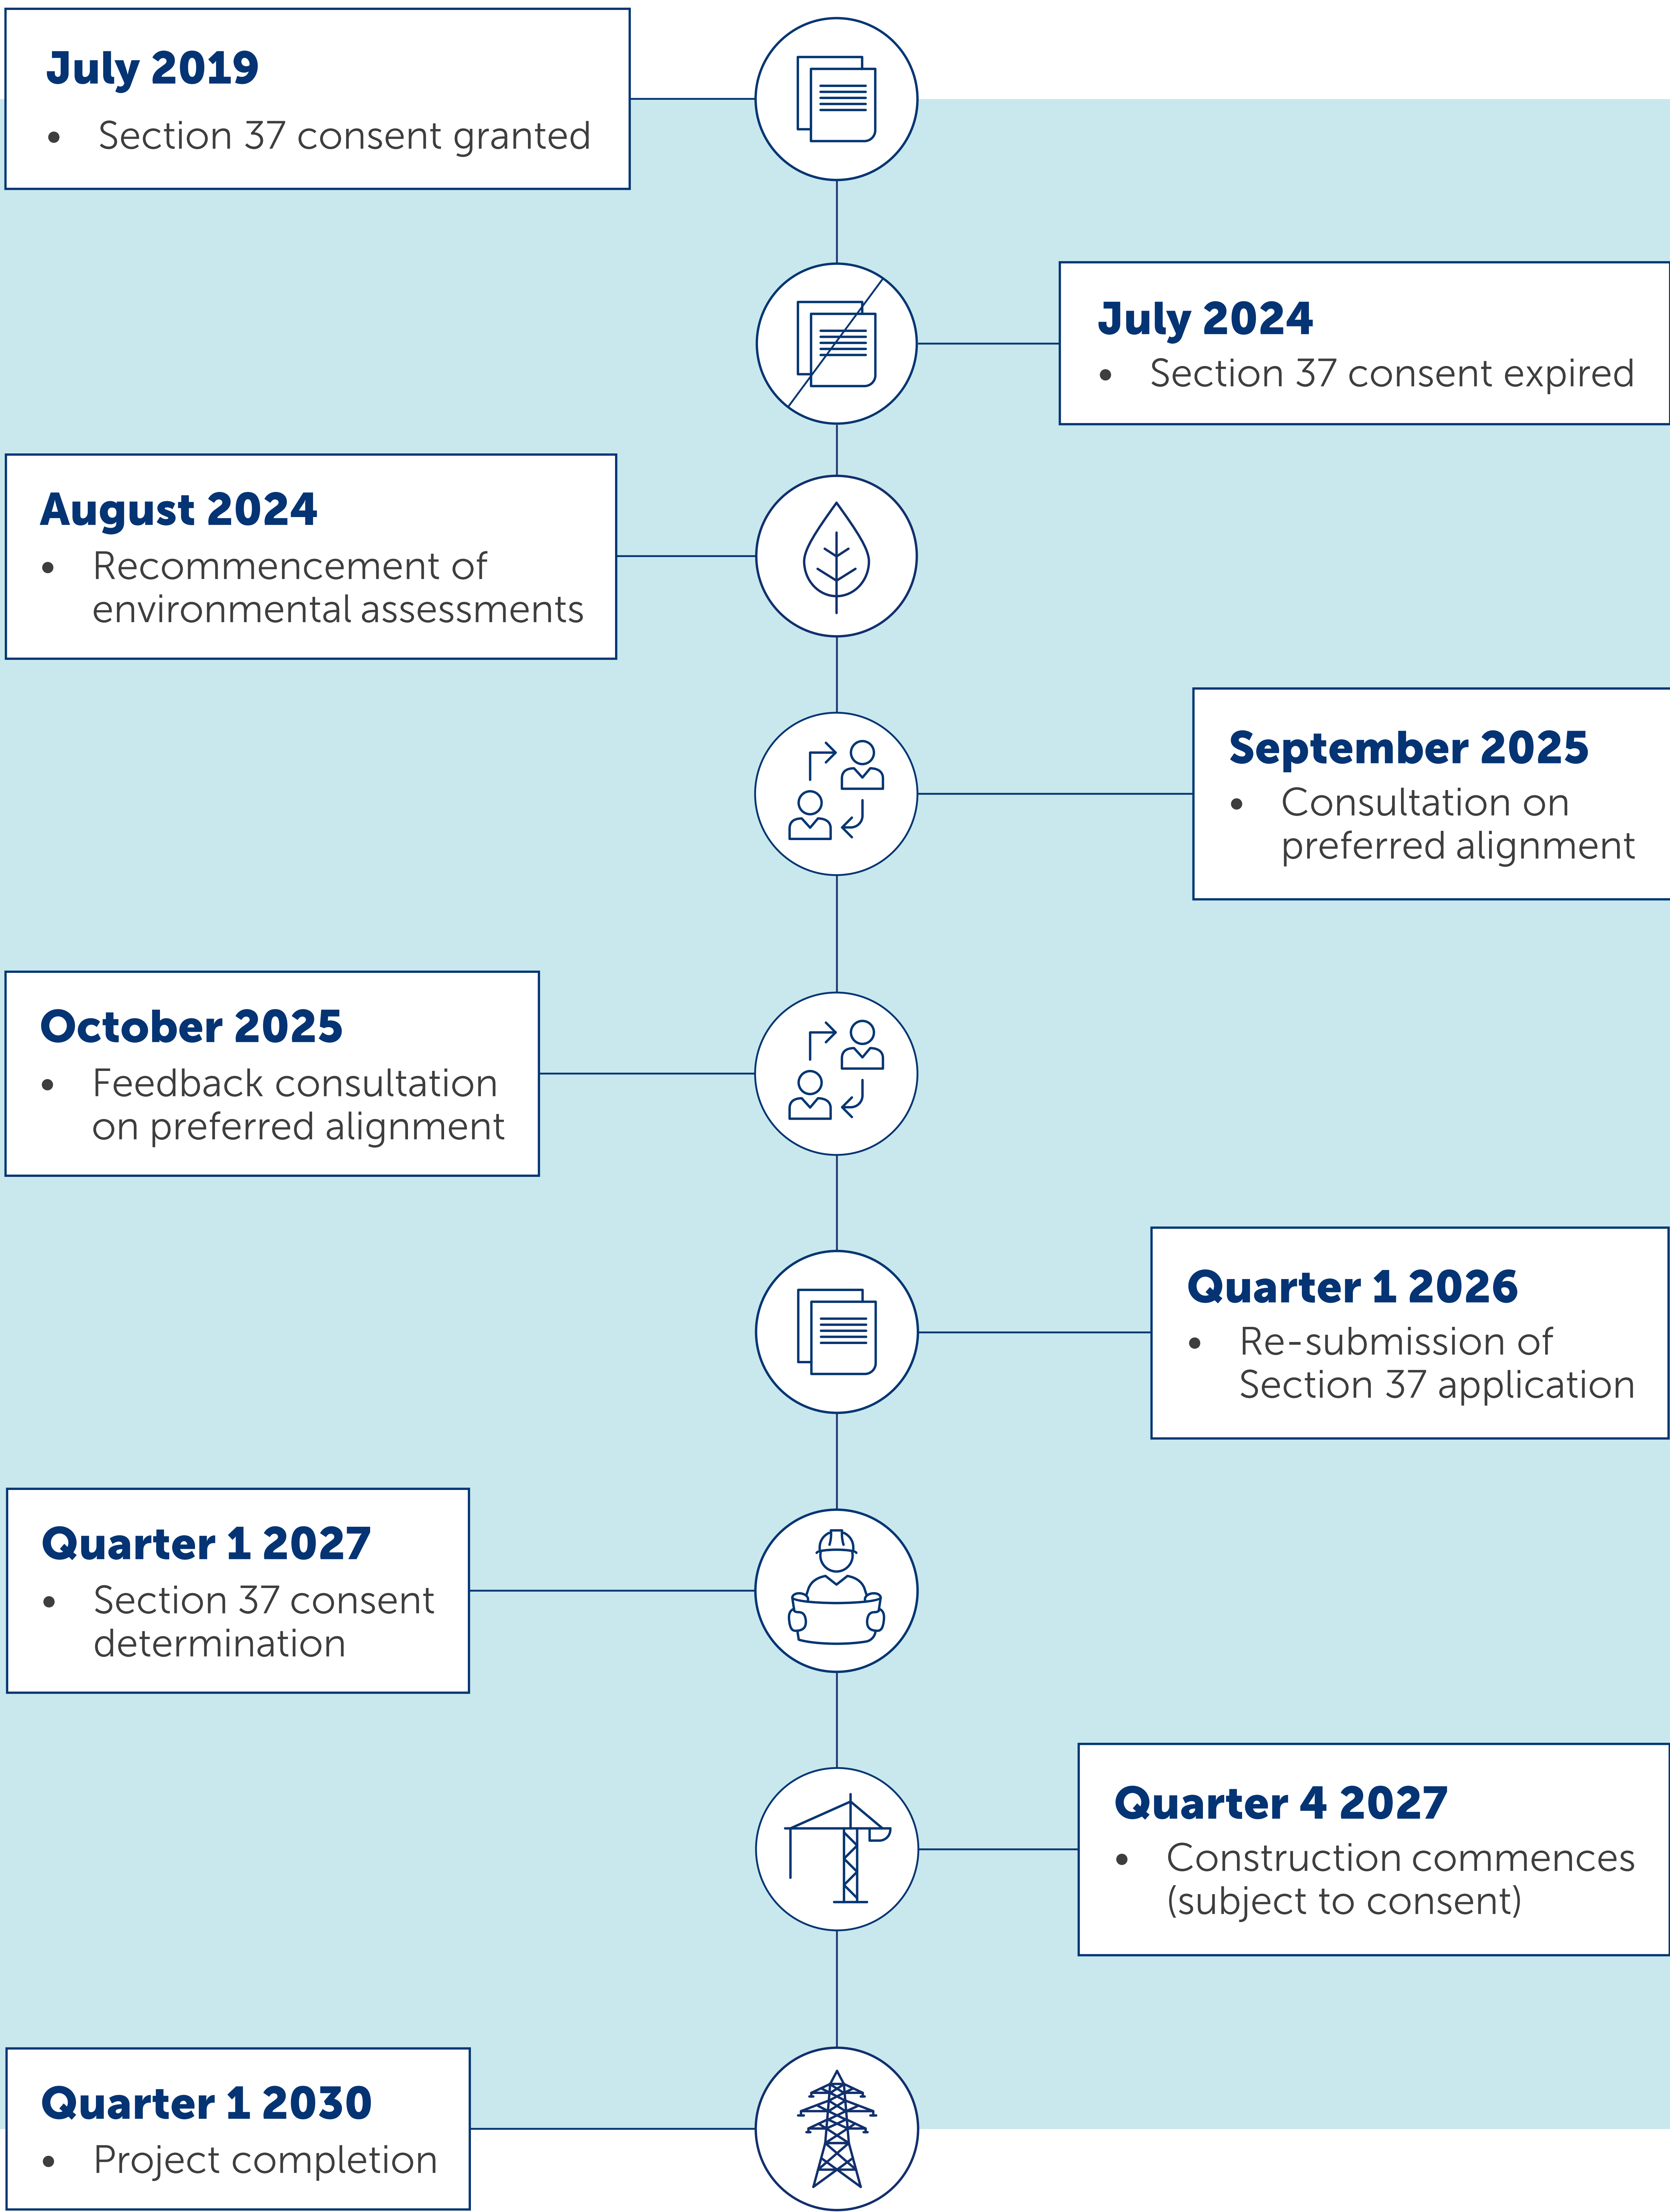 July 2019
• Section 37 consent granted
July 2024
• Section 37 consent expired
August 2024
• Recommencement of
environmental assessments
September 2025
• Consultation on
preferred alignment
October 2025
• Feedback consultation
on preferred alignment
Quarter 1 2026
• Re-submission of
Section 37 application
Quarter 1 2027
• Section 37 consent
determination
Quarter 4 2027
• Construction commences
(subject to consent)
Quarter 1 2030
• Project completion